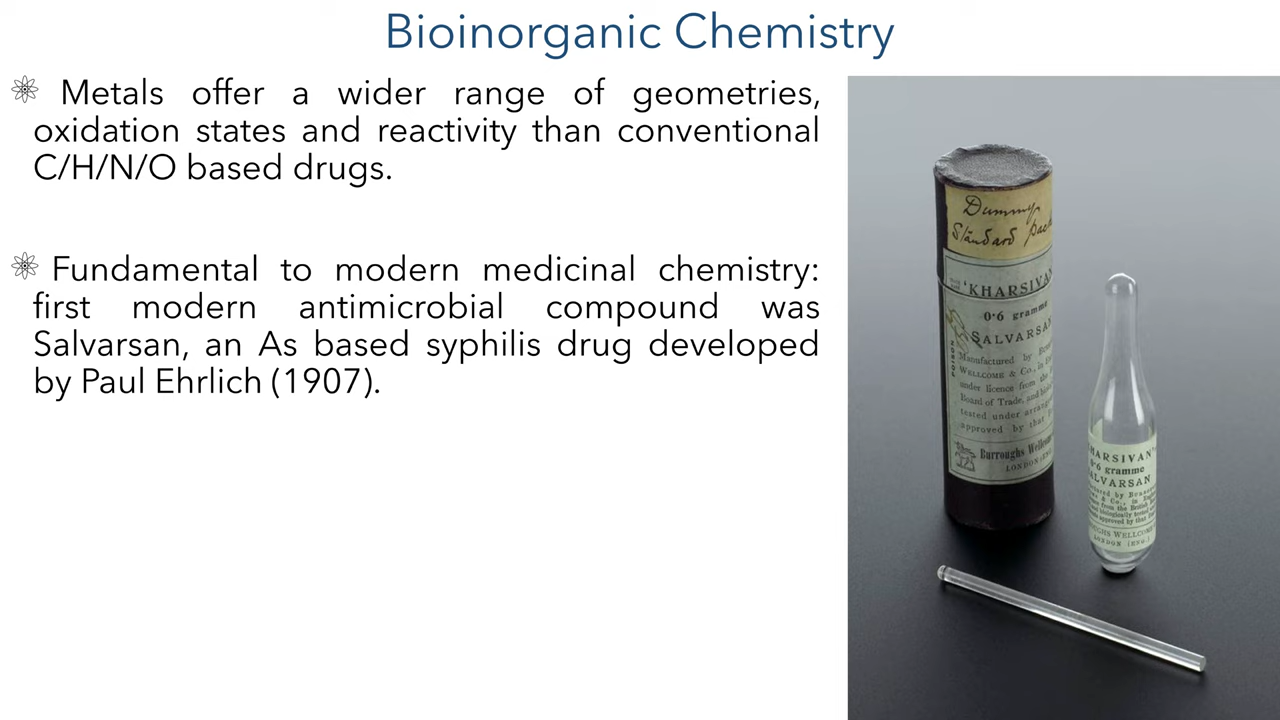 Bioinorganic Chemistry
Metals offer a wider range of geometries,
oxidation states and reactivity than conventional
C/H/N/O based drugs.
Fundamental to modern medicinal chemistry:
first modern antimicrobial compound was
Salvarsan, an As based syphilis drug developed
by Paul Ehrlich (1907).
Dummy
Standard
'KHARSIVAN
0·6 gramme
SALVARSAN
POISON
Manufactured by
WELLCOME & Co., in
under licence from the
Board of Trade, and
tested under
approved by that
Burroughs Wellcome
LONDON
KHARSIVAN'
0·6 gramme
SALVARSAN
LONDON (ENG.)